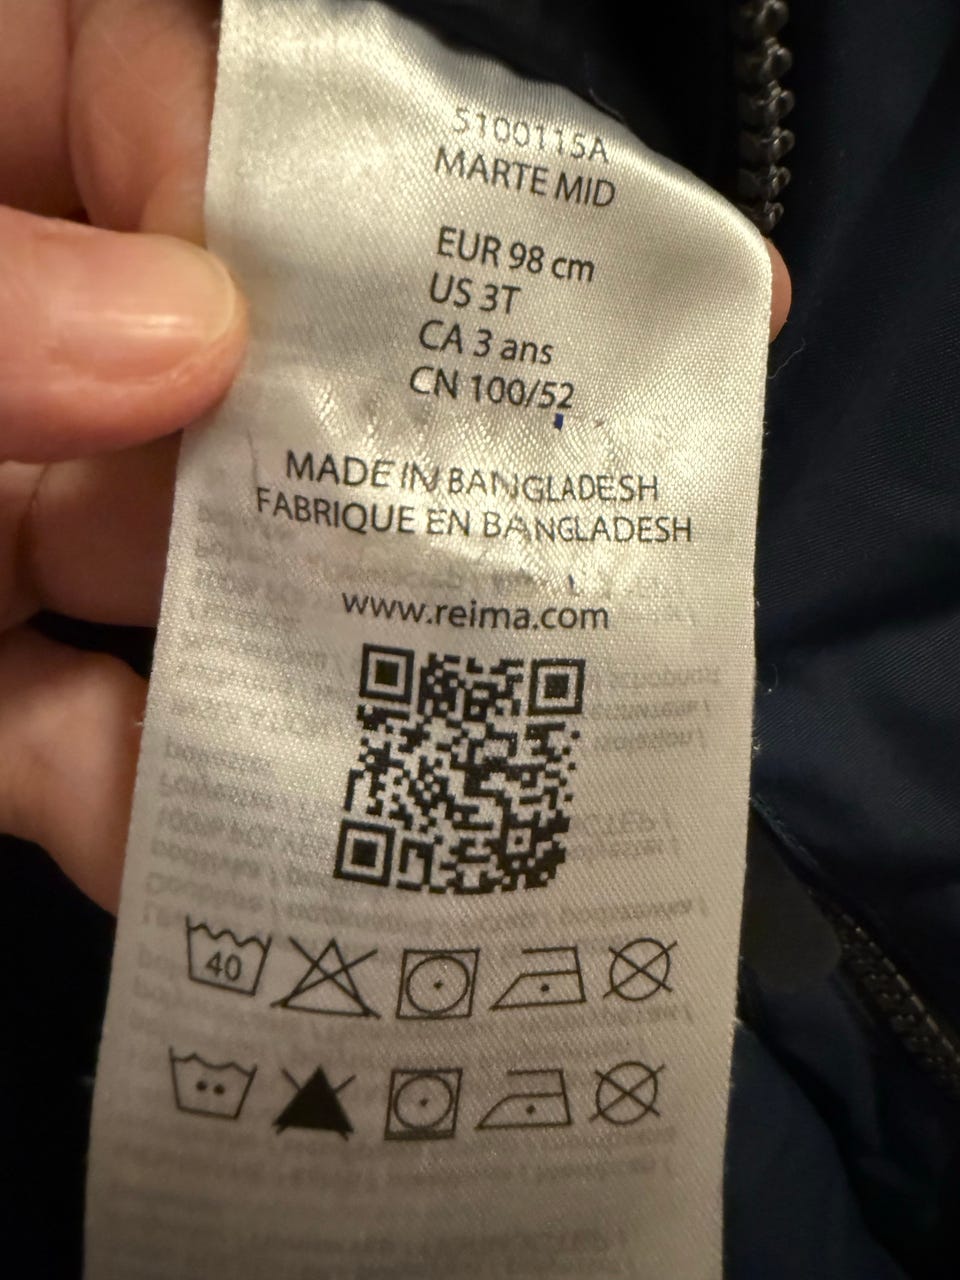 5100115A
MARTE MID
EUR 98 cm
US 3T
CA 3 ans
CN 100/52
MADE IN BANGLADESH
FABRIQUE EN BANGLADESH
www.reima.com
40